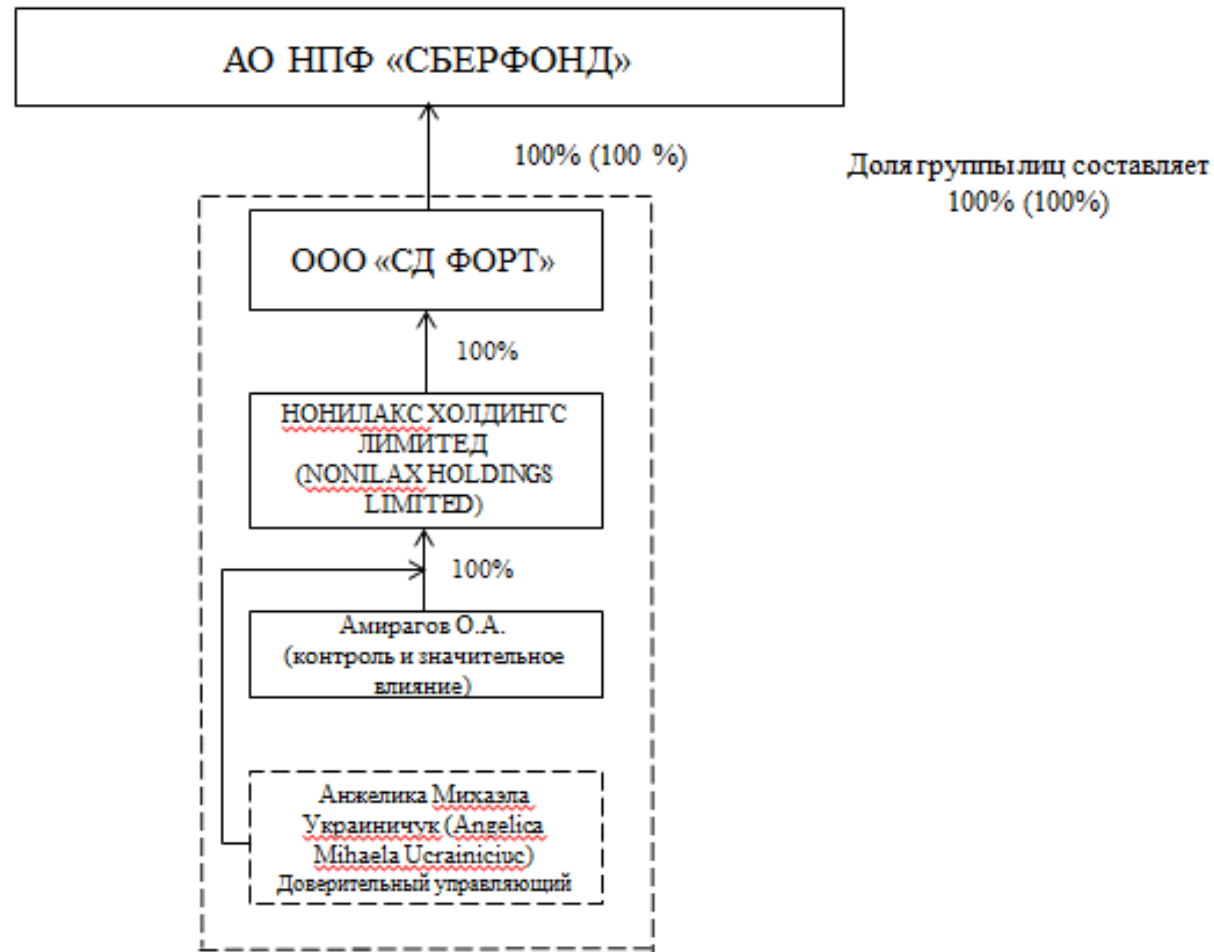 АО НПФ «СБЕРФОНД»
100% (100 %)
Доля группы лиц составляет
100% (100%)
ООО «СД ФОРТ»
100%
НОНИЛАКС ХОЛДИНГС
ЛИМИТЕД
(NONILAX HOLDINGS
LIMITED)
100%
Амирагов О.А.
(контроль и значительное
влияние)
Анжелика Михаэла
Украиничук (Angelica
Mihaela Ucrainiciuc)
Доверительный управляющий